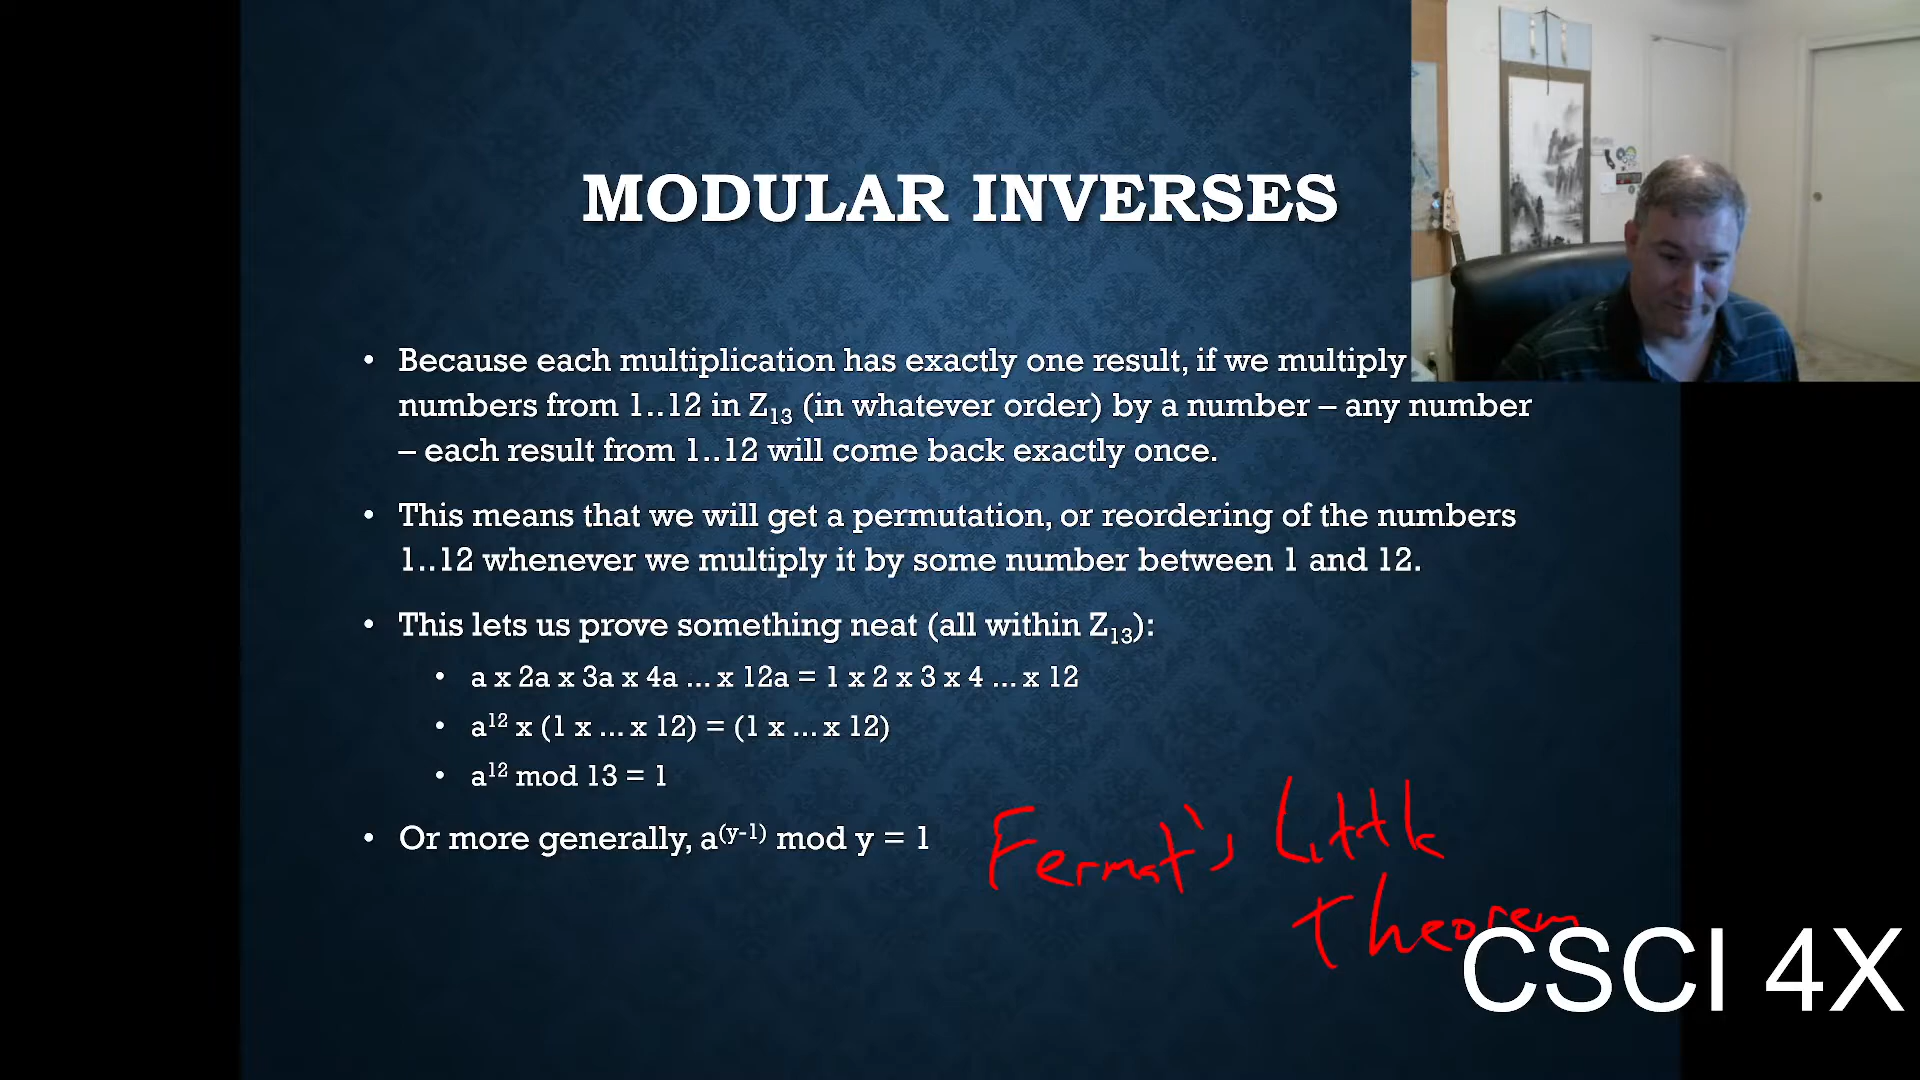 MODULAR INVERSES
• Because each multiplication has exactly one result, if we multiply
numbers from 1..12 in Z₁₃ (in whatever order) by a number – any number
– each result from 1..12 will come back exactly once.
• This means that we will get a permutation, or reordering of the numbers
1..12 whenever we multiply it by some number between 1 and 12.
• This lets us prove something neat (all within Z₁₃):
• a x 2a x 3a x 4a ... x 12a = 1 x 2 x 3 x 4 ... x 12
• a¹² x (1 x ... x 12) = (1 x ... x 12)
• a¹² mod 13 = 1
• Or more generally, a⁽ʸ⁻¹⁾ mod y = 1
Fermat's Little
Theorem
CSCI 4X